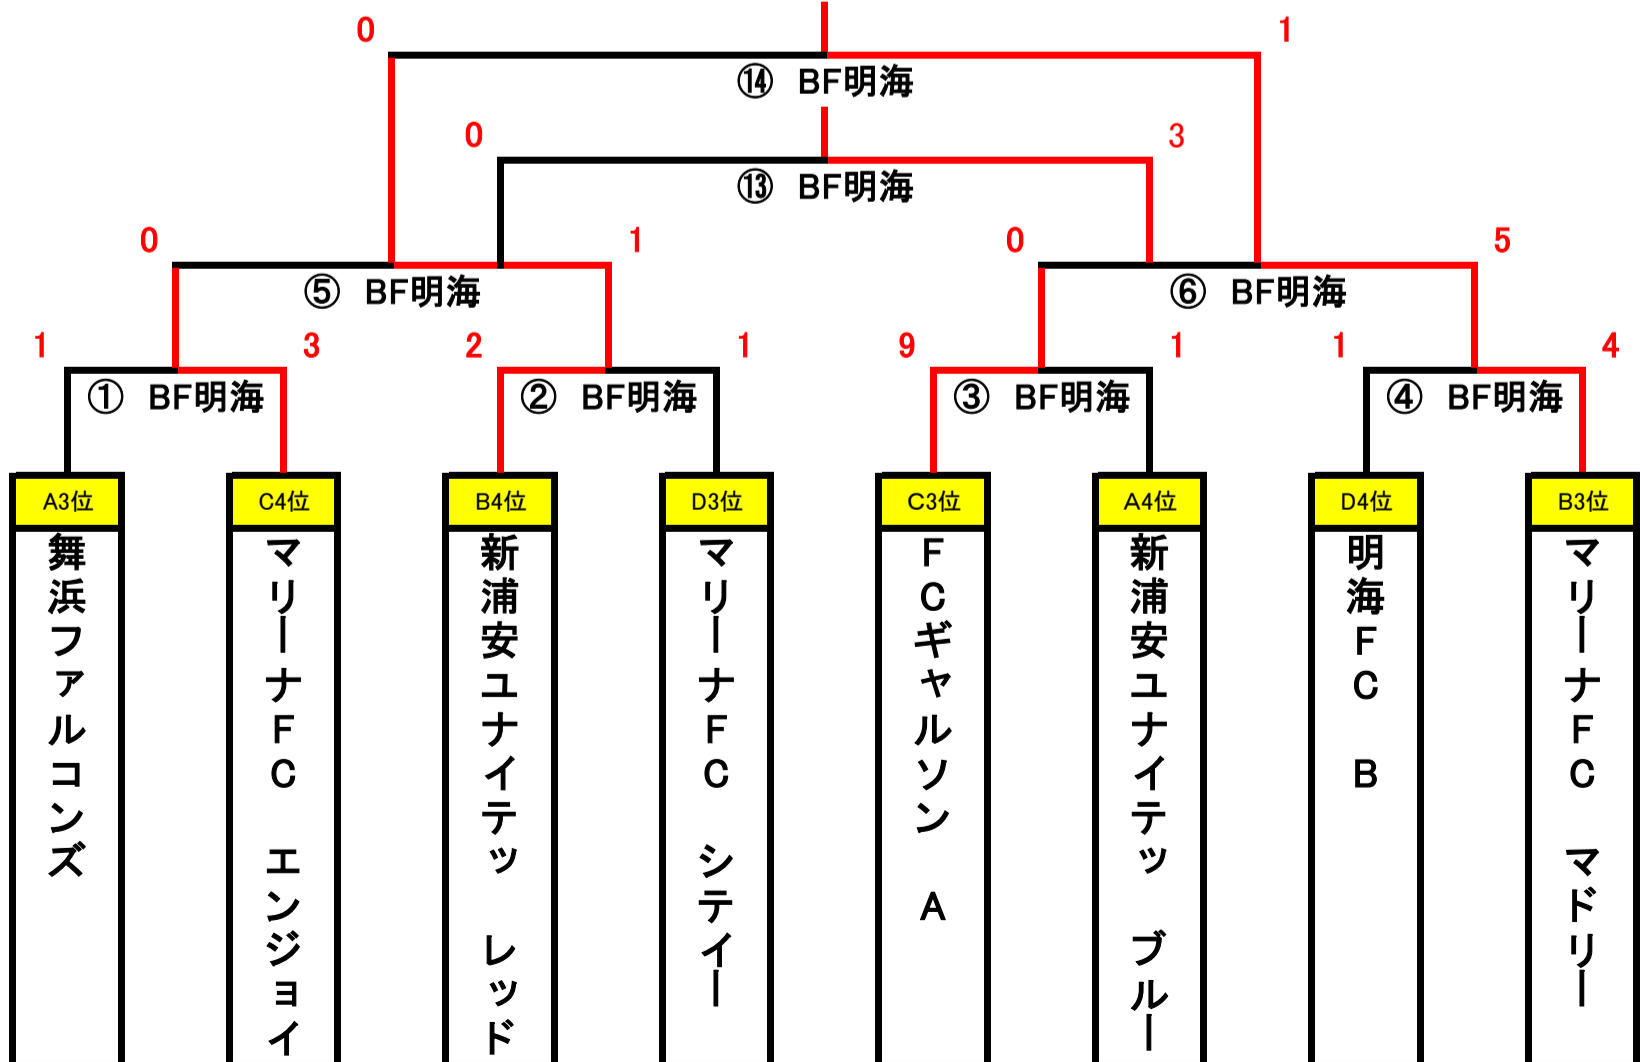 0 1
⑭ BF明海
0 3
⑬ BF明海
0 1 0 5
⑤ BF明海 ⑥ BF明海
1 3 2 1 9 1 1 4
① BF明海 ② BF明海 ③ BF明海 ④ BF明海
A3位 C4位 B4位 D3位 C3位 A4位 D4位 B3位
舞浜ファルコンズ
マリーナFC エンジョイ
新浦安ユナイテッ レッド
マリーナFC シテイー
FCギャルソン A
新浦安ユナイテッ ブルー
明海FC B
マリーナFC マドリー